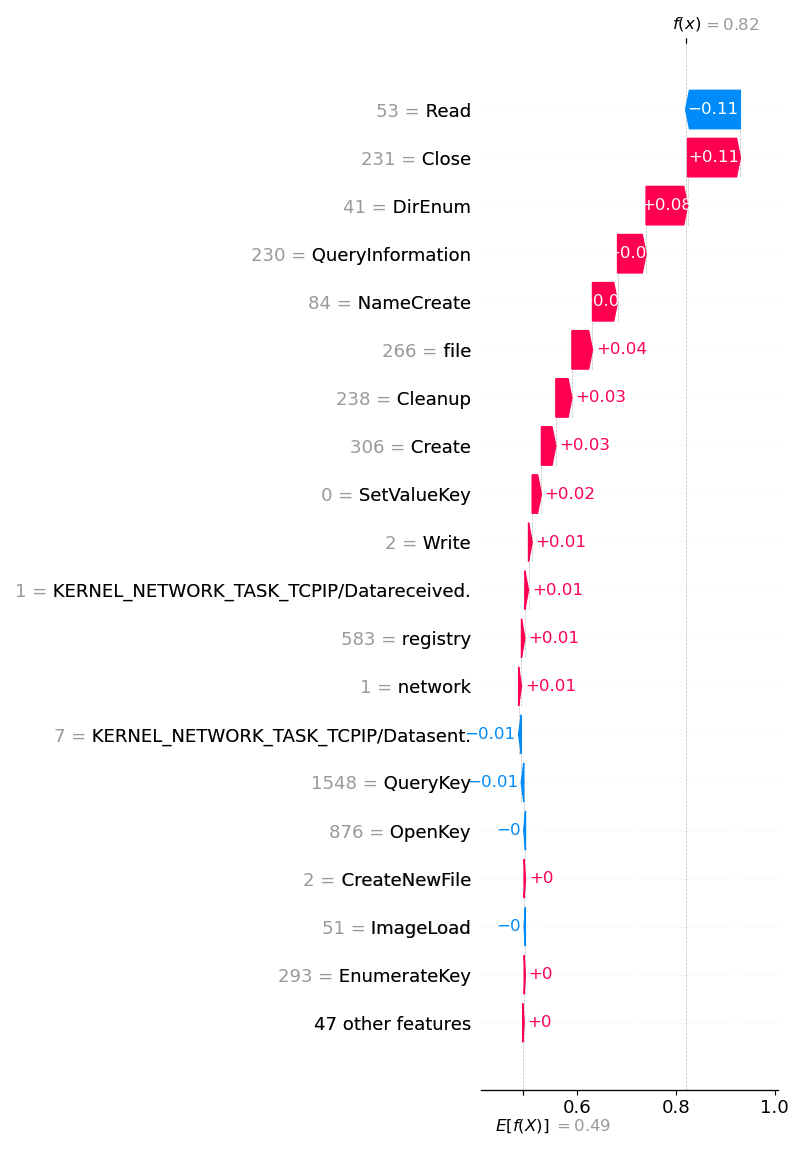 f(x) = 0.82
53 = Read −0.11
231 = Close +0.11
41 = DirEnum +0.08
230 = QueryInformation
84 = NameCreate
266 = file +0.04
238 = Cleanup +0.03
306 = Create +0.03
0 = SetValueKey +0.02
2 = Write +0.01
1 = KERNEL_NETWORK_TASK_TCPIP/Datareceived. +0.01
583 = registry +0.01
1 = network +0.01
7 = KERNEL_NETWORK_TASK_TCPIP/Datasent. −0.01
1548 = QueryKey −0.01
876 = OpenKey −0
2 = CreateNewFile +0
51 = ImageLoad −0
293 = EnumerateKey +0
47 other features +0
0.6 0.8 1.0
E[f(X)] = 0.49